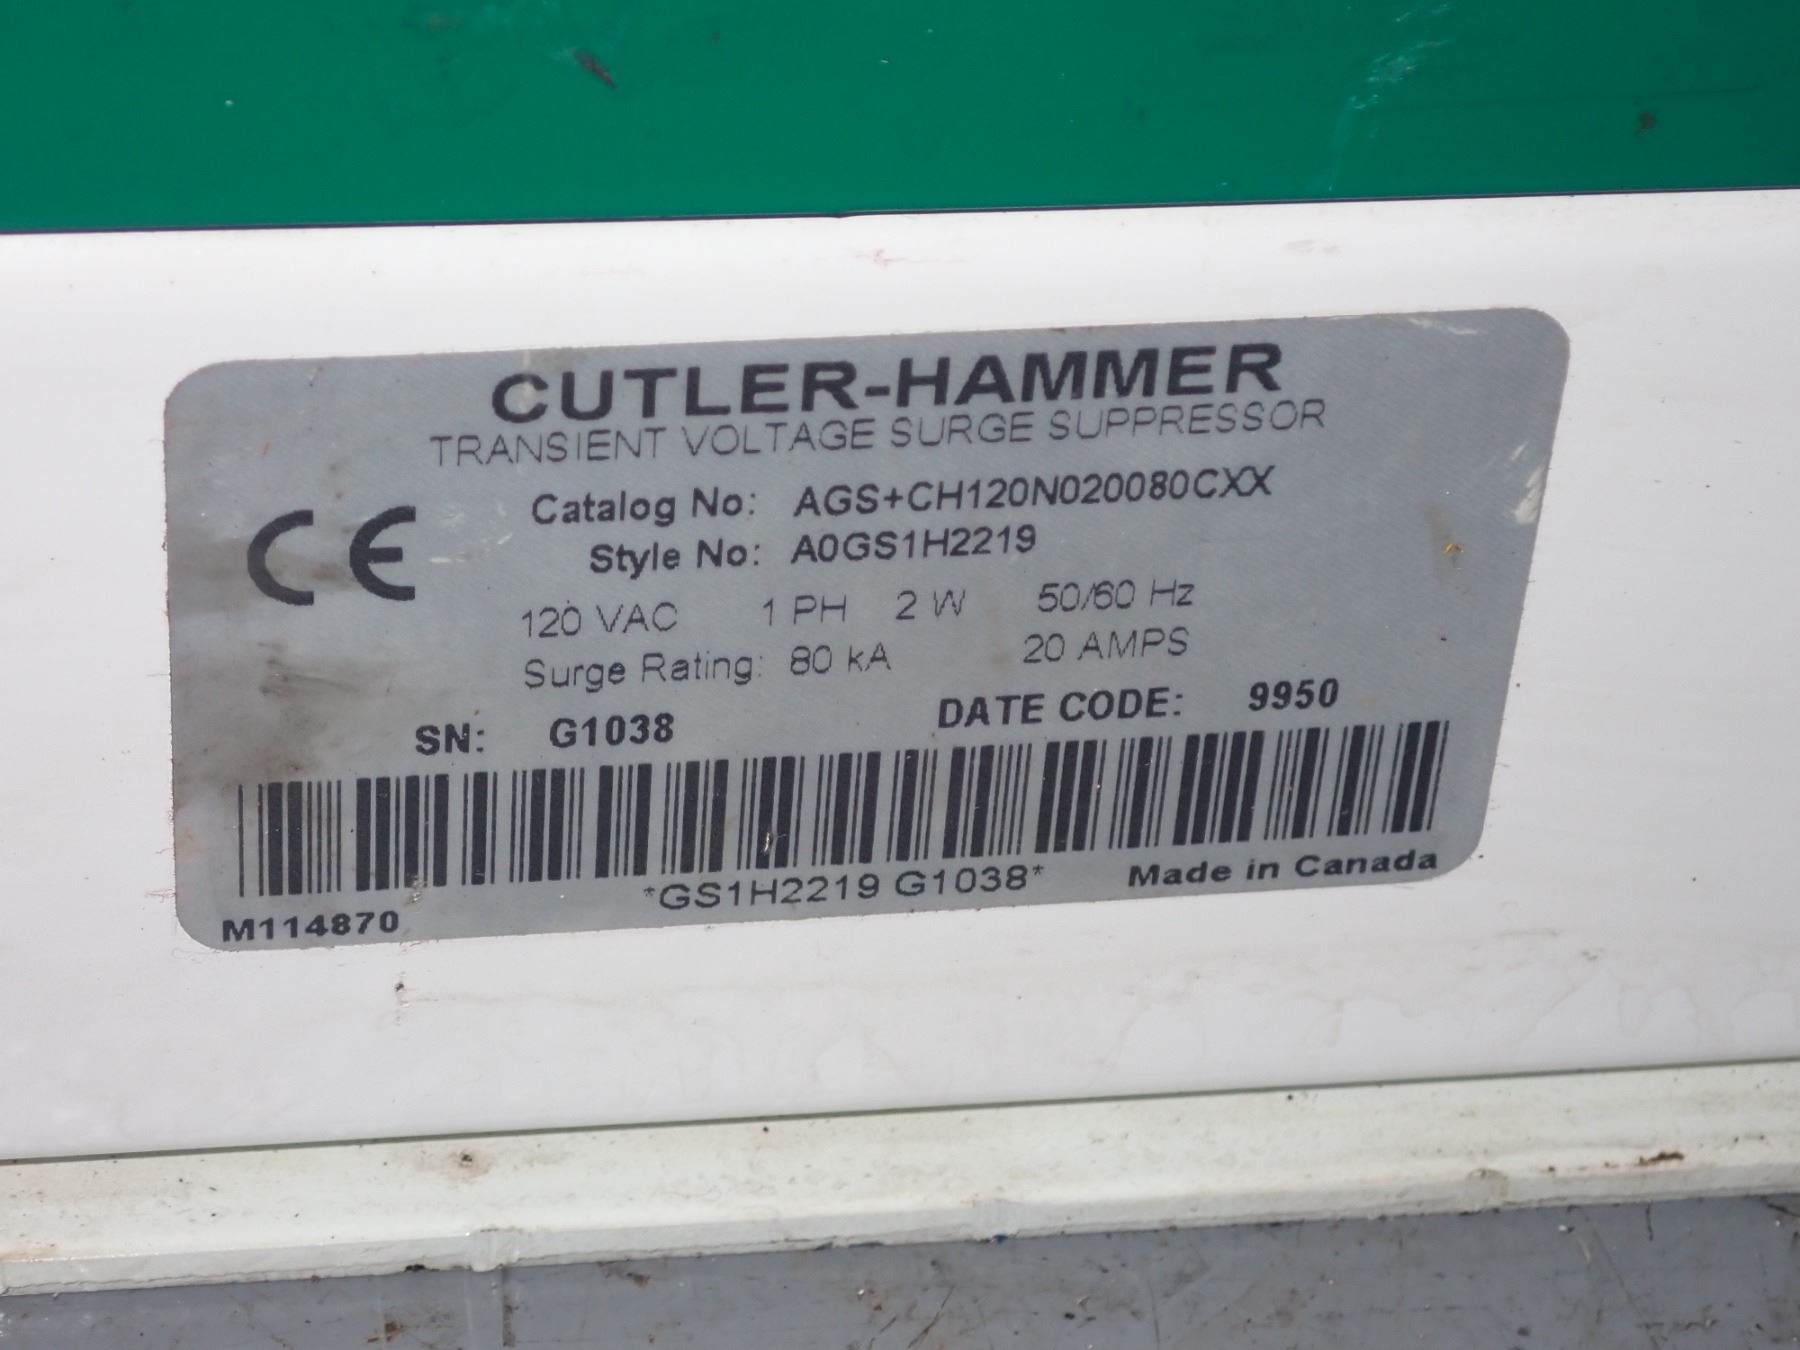 CUTLER-HAMMER
TRANSIENT VOLTAGE SURGE SUPPRESSOR
CE
Catalog No: AGS+CH120N020080CXX
Style No: A0GS1H2219
120 VAC 1 PH 2 W 50/60 Hz
Surge Rating: 80 kA 20 AMPS
SN: G1038 DATE CODE: 9950
*GS1H2219 G1038* Made in Canada
M114870